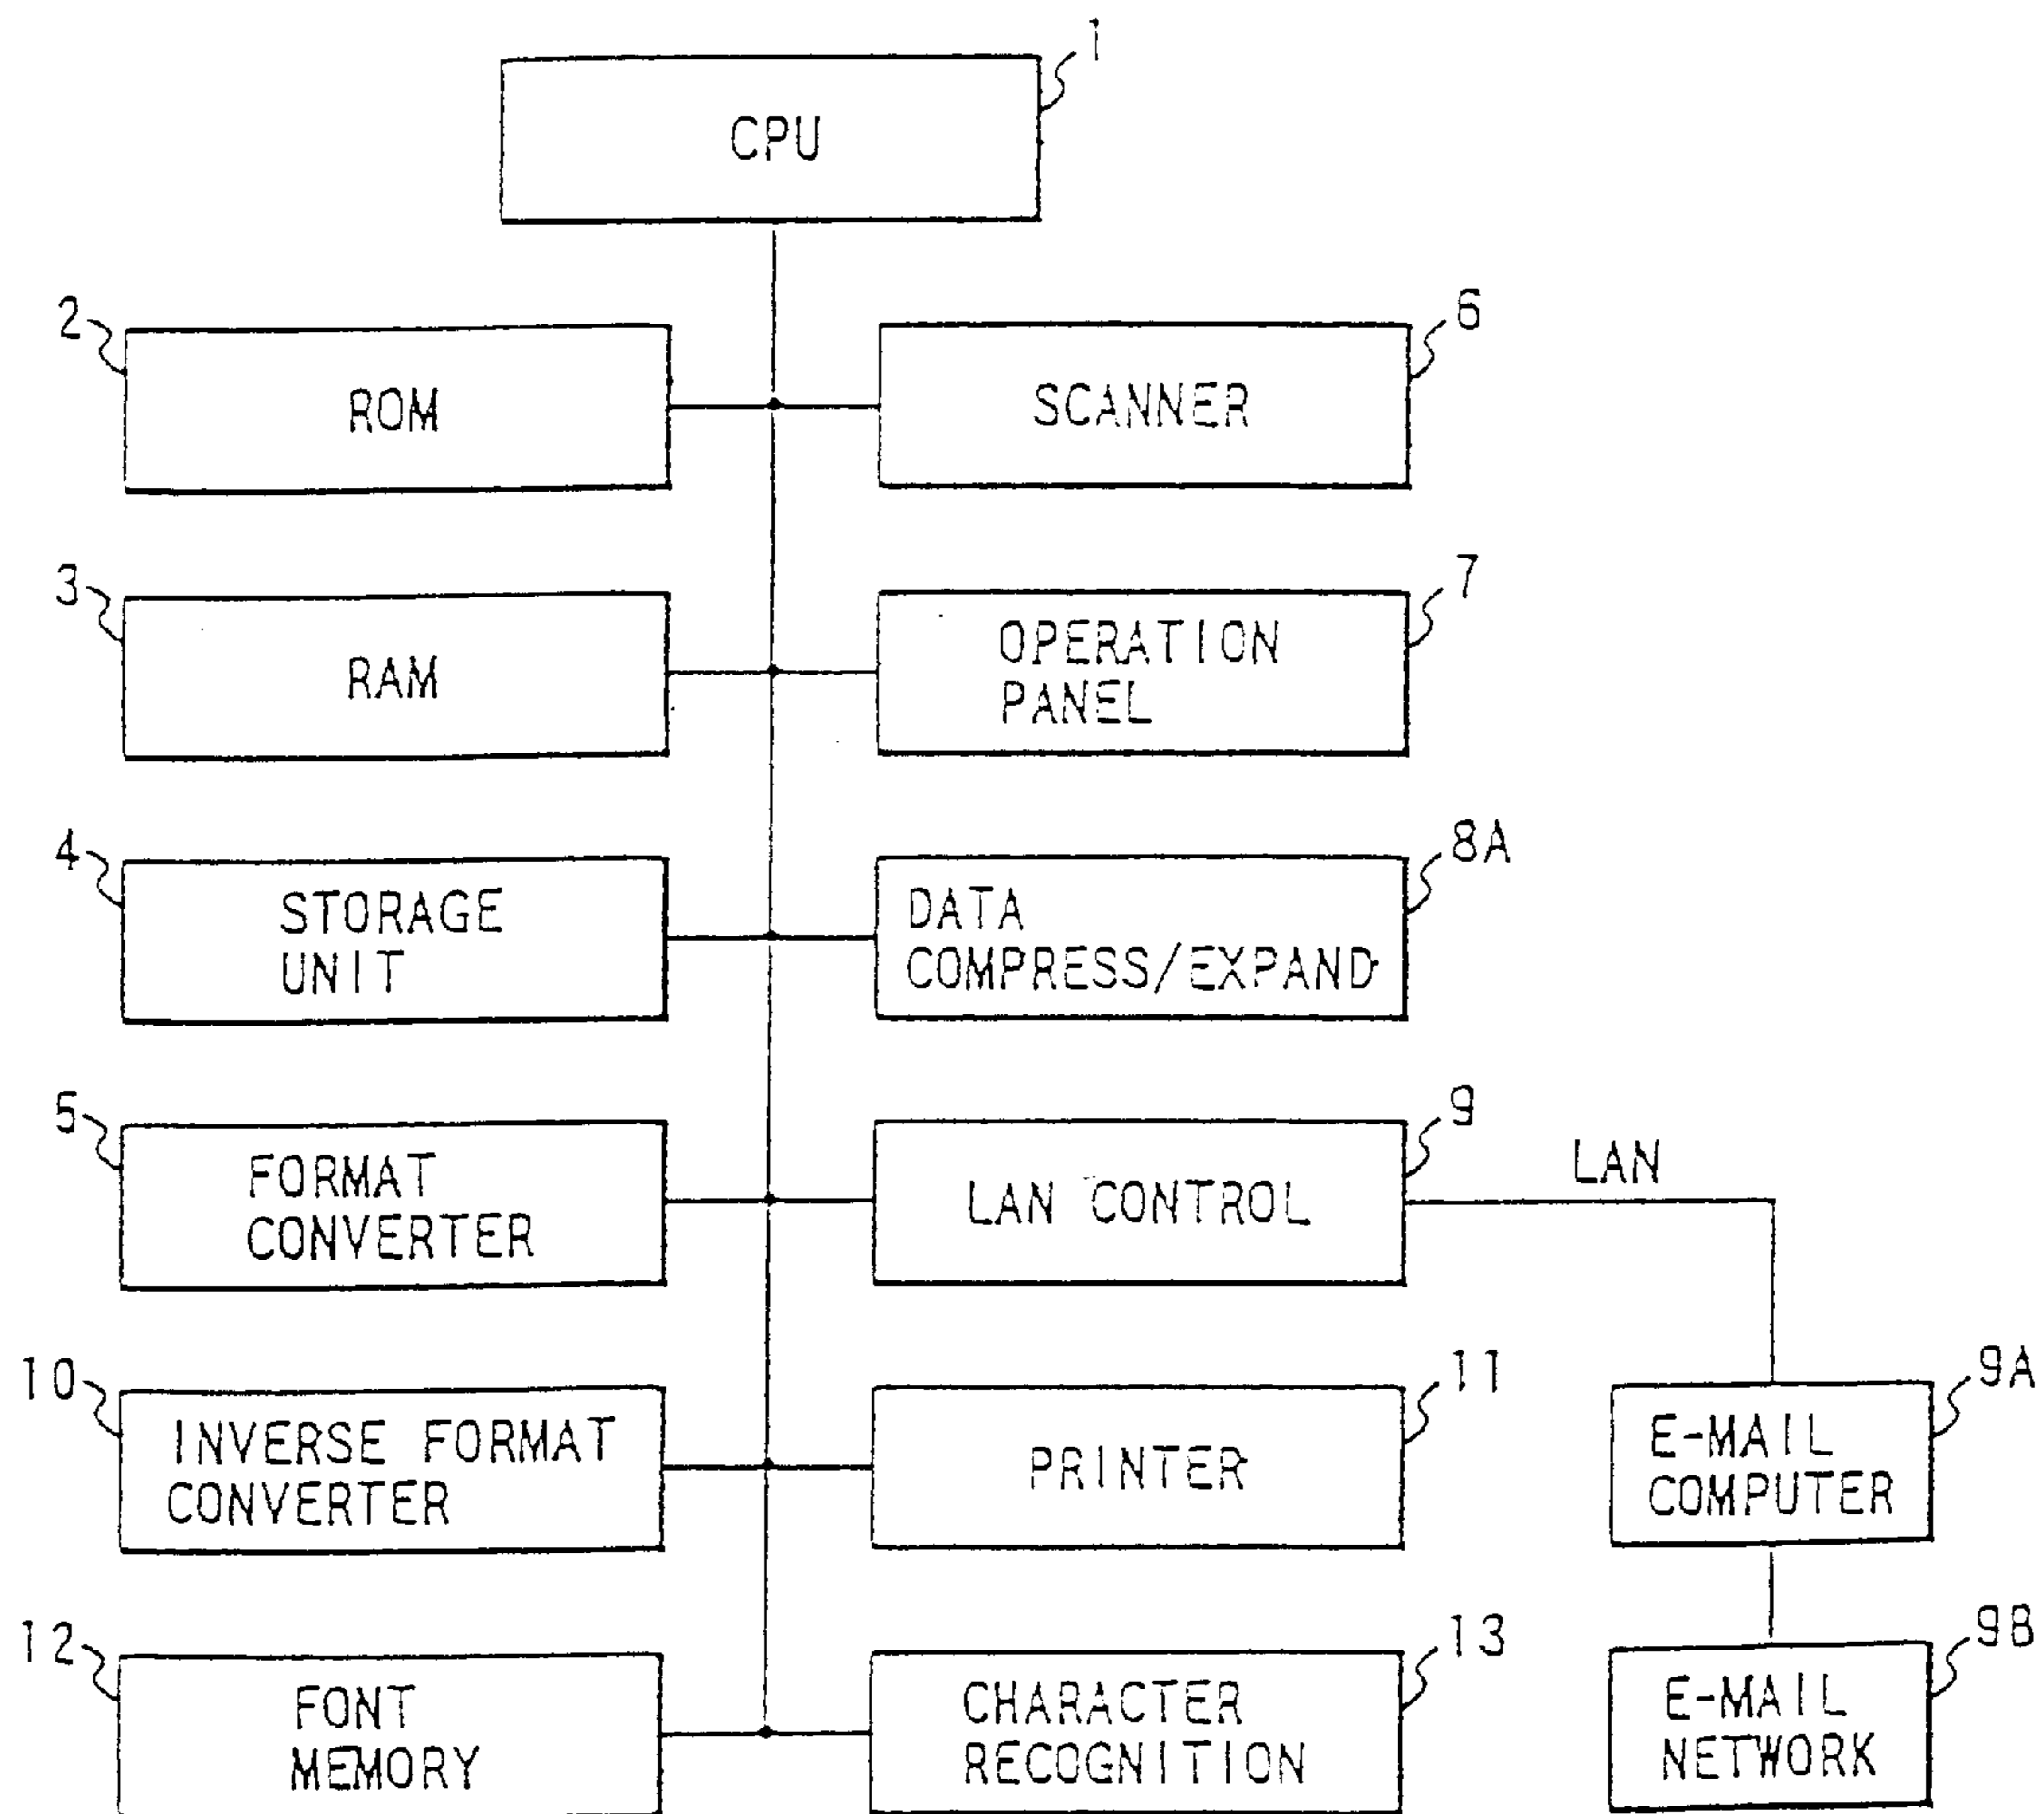 1
CPU
2
ROM
6
SCANNER
3
RAM
7
OPERATION
PANEL
4
STORAGE
UNIT
8A
DATA
COMPRESS/EXPAND
5
FORMAT
CONVERTER
9
LAN CONTROL
LAN
10
INVERSE FORMAT
CONVERTER
11
PRINTER
9A
E-MAIL
COMPUTER
12
FONT
MEMORY
13
CHARACTER
RECOGNITION
9B
E-MAIL
NETWORK